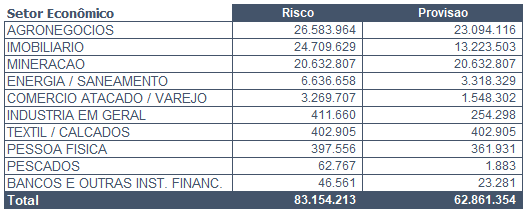 Setor Econômico Risco Provisao
AGRONEGOCIOS 26.583.964 23.094.116
IMOBILIARIO 24.709.629 13.223.503
MINERACAO 20.632.807 20.632.807
ENERGIA / SANEAMENTO 6.636.658 3.318.329
COMERCIO ATACADO / VAREJO 3.269.707 1.548.302
INDUSTRIA EM GERAL 411.660 254.298
TEXTIL / CALCADOS 402.905 402.905
PESSOA FISICA 397.556 361.931
PESCADOS 62.767 1.883
BANCOS E OUTRAS INST. FINANC. 46.561 23.281
Total 83.154.213 62.861.354